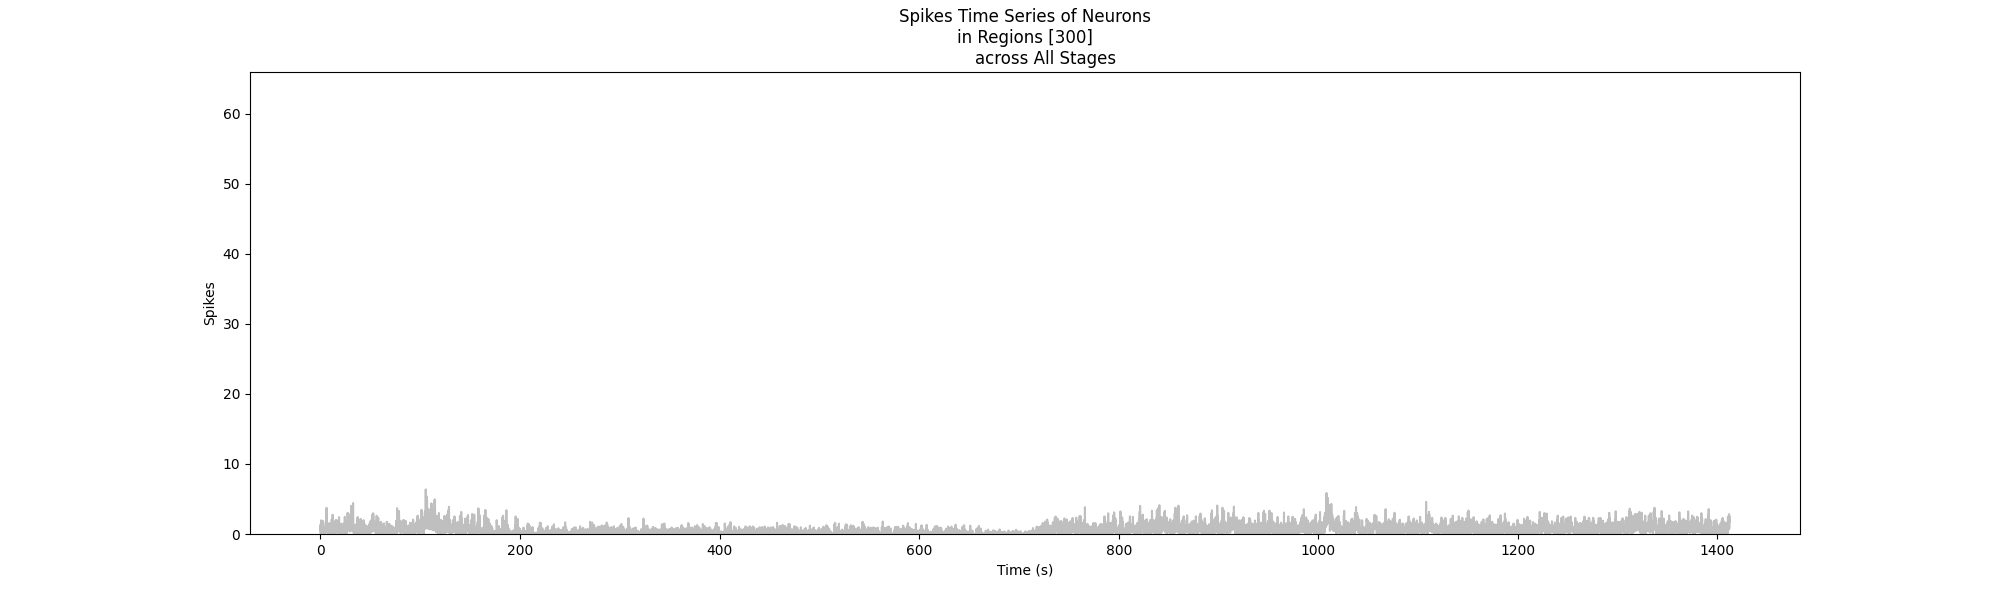 Spikes Time Series of Neurons
in Regions [300]
across All Stages
60
50
40
30
20
10
0
Spikes
0 200 400 600 800 1000 1200 1400
Time (s)